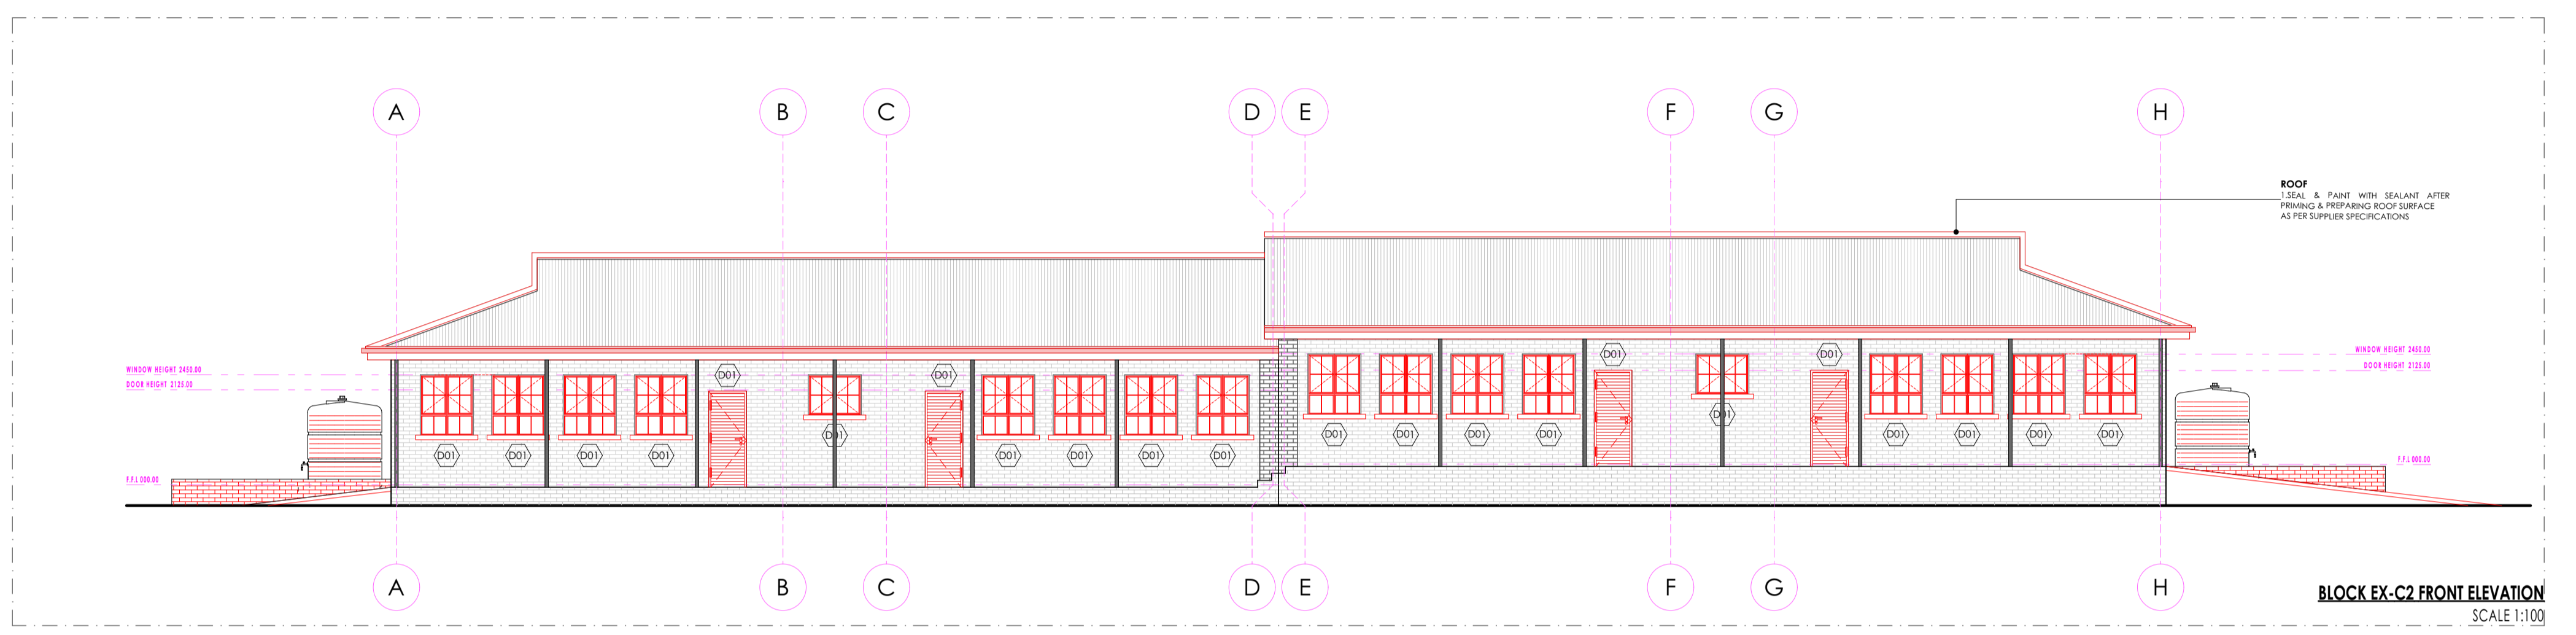 A B C D E F G H
ROOF
1.SEAL & PAINT WITH SEALANT AFTER
PRIMING & PREPARING ROOF SURFACE
AS PER SUPPLIER SPECIFICATIONS
WINDOW HEIGHT 2450.00
DOOR HEIGHT 2125.00
WINDOW HEIGHT 2450.00
DOOR HEIGHT 2125.00
D01 D01 D01 D01
D01 D01
D01 D01 D01 D01 D01 D01 D01 D01 D01
D01 D01 D01 D01 D01 D01 D01 D01 D01
F.F.L 000.00
F.F.L 000.00
A B C D E F G H
BLOCK EX-C2 FRONT ELEVATION
SCALE 1:100